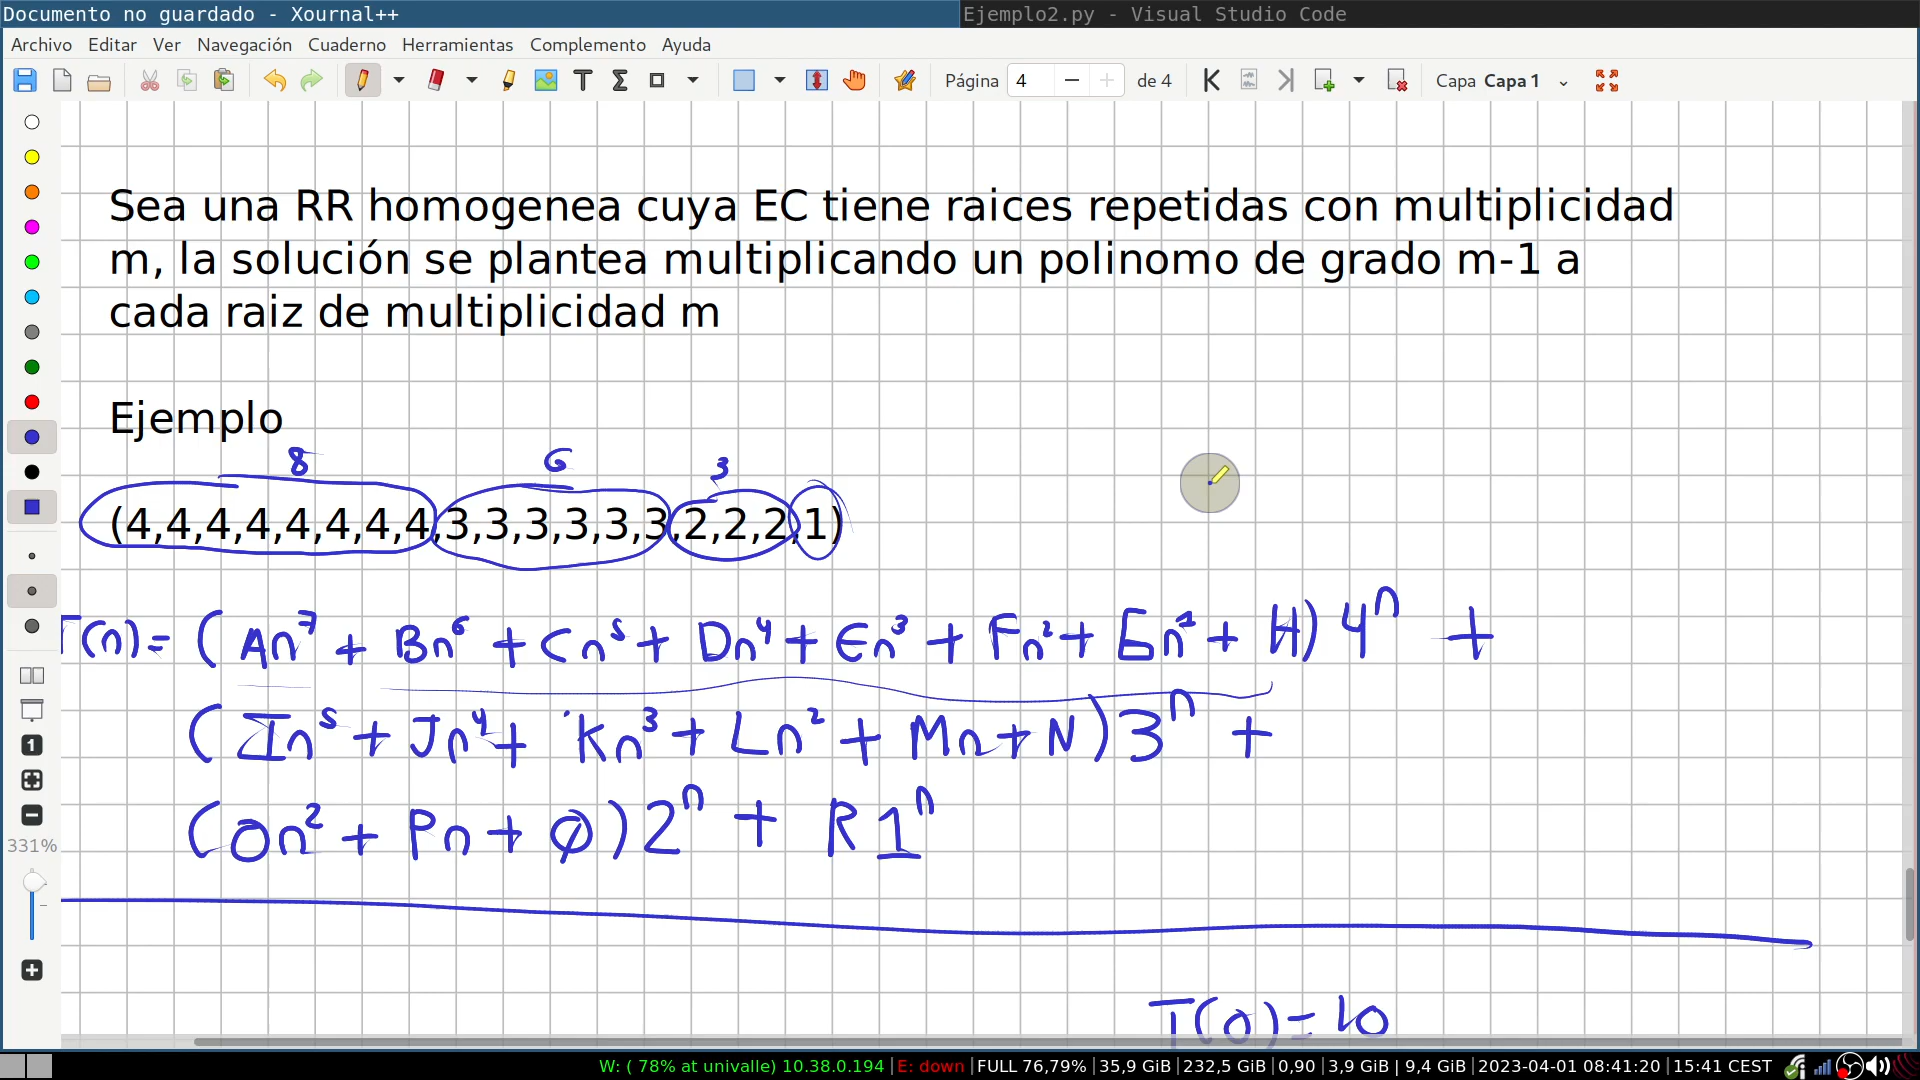 Documento no guardado - Xournal++
Ejemplo2.py - Visual Studio Code
Archivo Editar Ver Navegación Cuaderno Herramientas Complemento Ayuda
Página 4 de 4 Capa Capa 1
Sea una RR homogenea cuya EC tiene raices repetidas con multiplicidad
m, la solución se plantea multiplicando un polinomo de grado m-1 a
cada raiz de multiplicidad m
Ejemplo
8 6 3
(4,4,4,4,4,4,4,4,3,3,3,3,3,3,2,2,2,1)
T(n)= (An⁷ + Bn⁶ + Cn⁵ + Dn⁴ + En³ + Fn² + Gn¹ + H) 4ⁿ +
(In⁵ + Jn⁴ + Kn³ + Ln² + Mn + N) 3ⁿ +
(On² + Pn + Q) 2ⁿ + R 1ⁿ
331%
T(0) = 10
W: ( 78% at univalle) 10.38.0.194 |E: down |FULL 76,79% |35,9 GiB |232,5 GiB |0,90 |3,9 GiB | 9,4 GiB |2023-04-01 08:41:20 |15:41 CEST